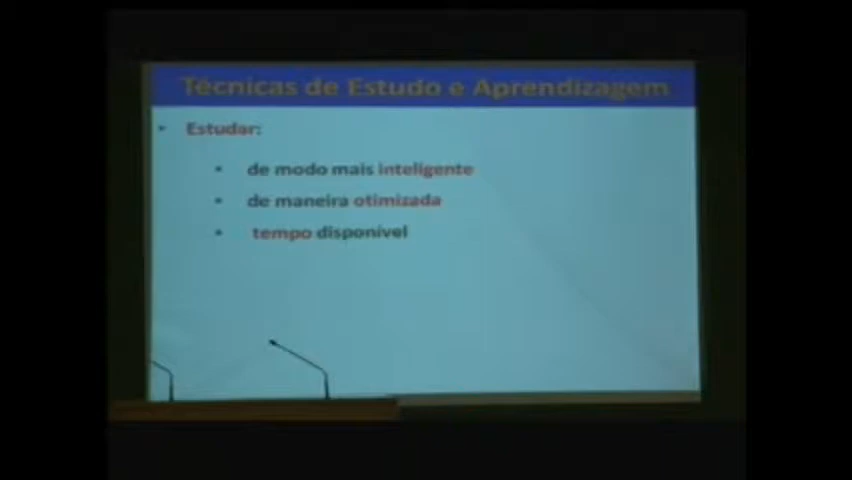 Técnicas de Estudo e Aprendizagem
• Estudar:
• de modo mais inteligente
• de maneira otimizada
• tempo disponível